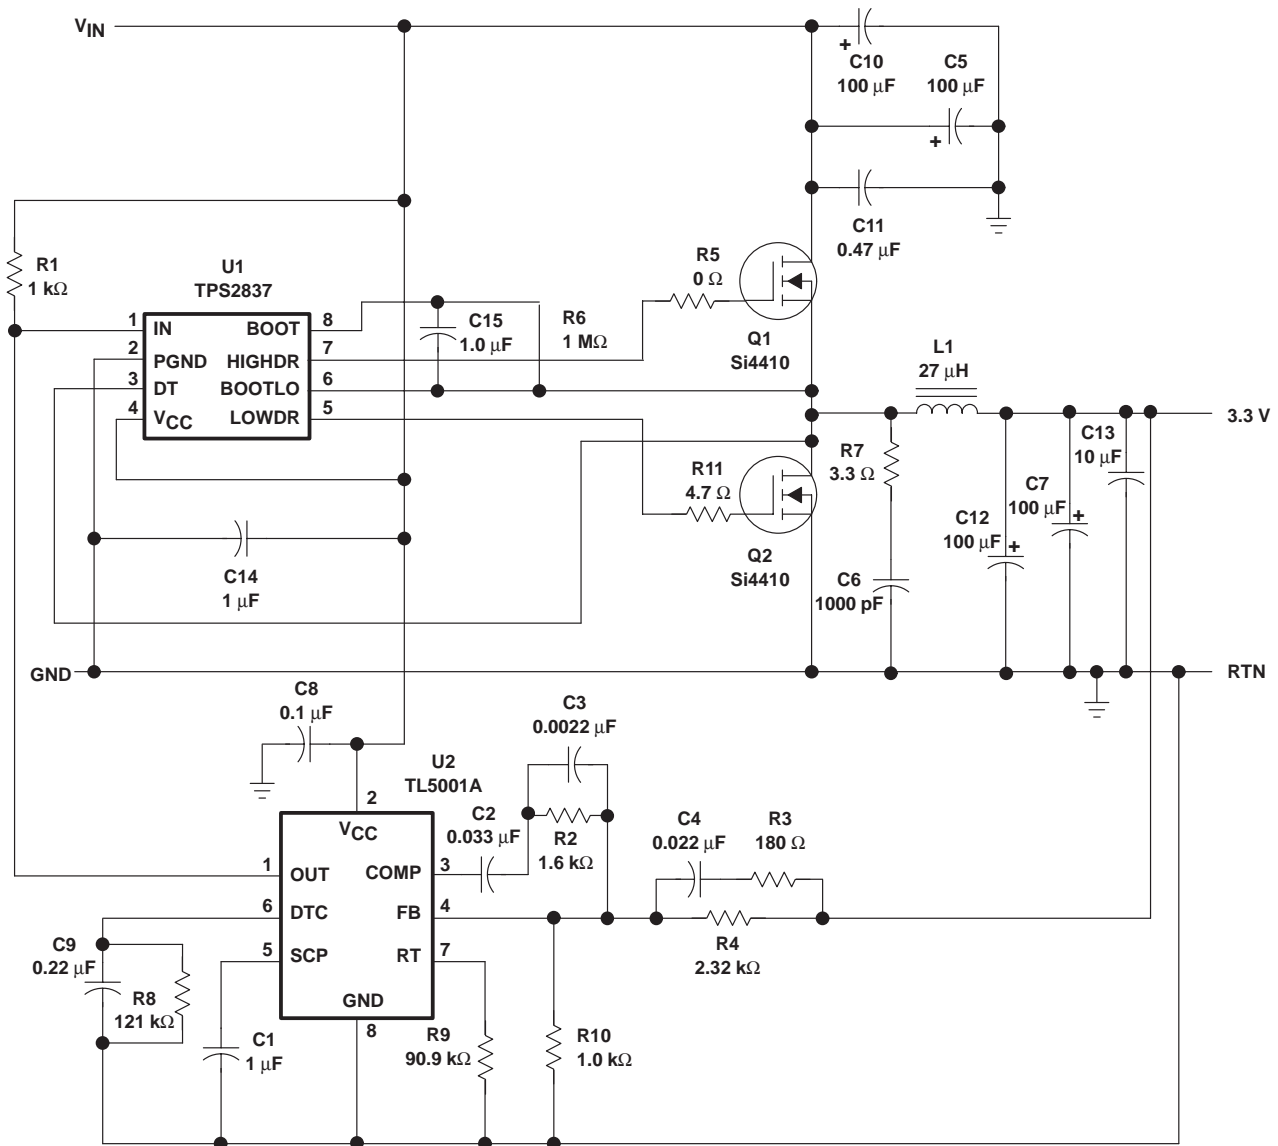 VIN
+
C10
100 μF
C5
100 μF
+
C11
0.47 μF
R1
1 kΩ
U1
TPS2837
1 IN
2 PGND
3 DT
4 VCC
BOOT 8
HIGHDR 7
BOOTLO 6
LOWDR 5
C15
1.0 μF
R6
1 MΩ
R5
0 Ω
Q1
Si4410
L1
27 μH
3.3 V
C13
10 μF
R7
3.3 Ω
R11
4.7 Ω
C7
100 μF
+
C12
100 μF
+
Q2
Si4410
C6
1000 pF
C14
1 μF
GND
RTN
C8
0.1 μF
C3
0.0022 μF
U2
TL5001A
2
VCC
C2
0.033 μF
R2
1.6 kΩ
C4
0.022 μF
R3
180 Ω
1 OUT
COMP 3
6 DTC
FB 4
5 SCP
RT 7
GND
8
R4
2.32 kΩ
C9
0.22 μF
R8
121 kΩ
C1
1 μF
R9
90.9 kΩ
R10
1.0 kΩ